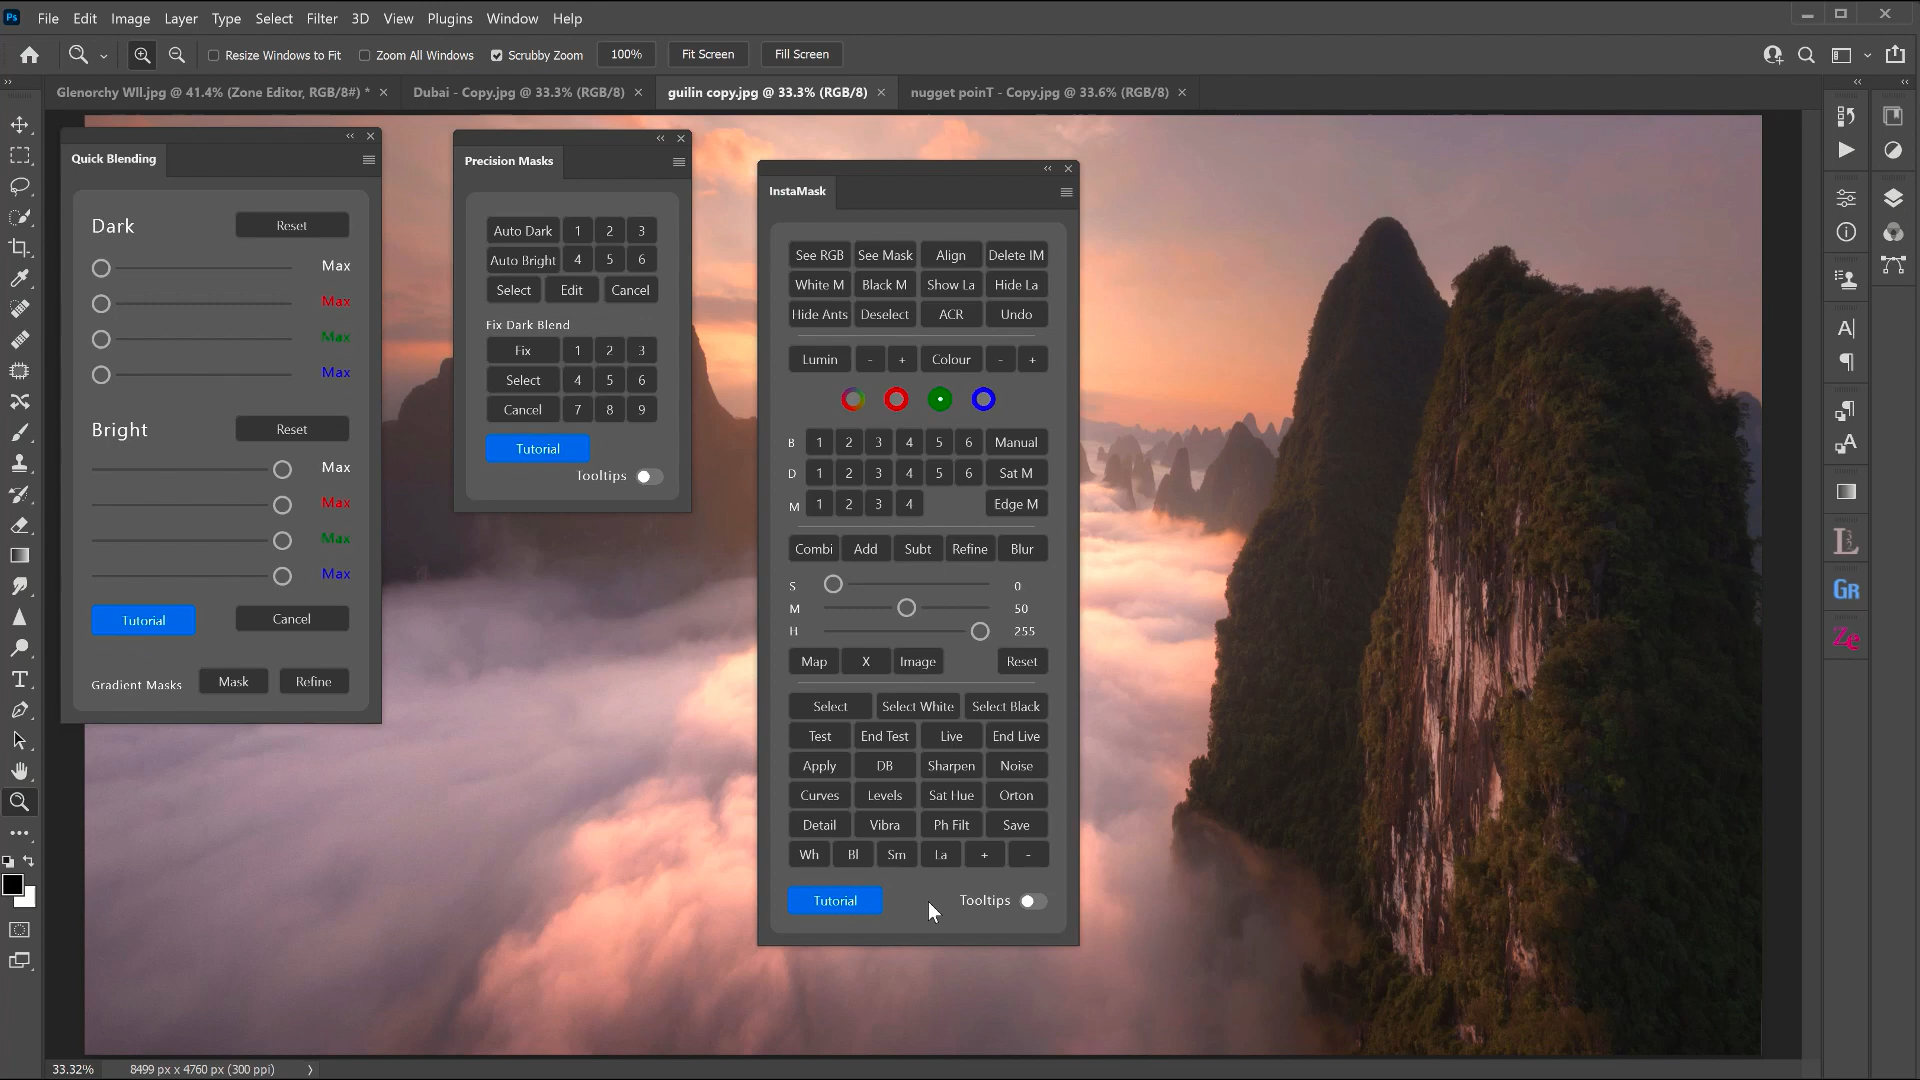 Ps File Edit Image Layer Type Select Filter 3D View Plugins Window Help
Resize Windows to Fit Zoom All Windows Scrubby Zoom 100% Fit Screen Fill Screen
Glenorchy Wll.jpg @ 41.4% (Zone Editor, RGB/8#) * Dubai - Copy.jpg @ 33.3% (RGB/8) guilin copy.jpg @ 33.3% (RGB/8) nugget poinT - Copy.jpg @ 33.6% (RGB/8)
Quick Blending
Dark Reset
Max
Max
Max
Max
Bright Reset
Max
Max
Max
Max
Tutorial Cancel
Gradient Masks Mask Refine
Precision Masks
Auto Dark 1 2 3
Auto Bright 4 5 6
Select Edit Cancel
Fix Dark Blend
Fix 1 2 3
Select 4 5 6
Cancel 7 8 9
Tutorial
Tooltips
InstaMask
See RGB See Mask Align Delete IM
White M Black M Show La Hide La
Hide Ants Deselect ACR Undo
Lumin - + Colour - +
B 1 2 3 4 5 6 Manual
D 1 2 3 4 5 6 Sat M
M 1 2 3 4 Edge M
Combi Add Subt Refine Blur
S 0
M 50
H 255
Map X Image Reset
Select Select White Select Black
Test End Test Live End Live
Apply DB Sharpen Noise
Curves Levels Sat Hue Orton
Detail Vibra Ph Filt Save
Wh Bl Sm La + -
Tutorial Tooltips
L32
GR
Ze
33.32% 8499 px x 4760 px (300 ppi)